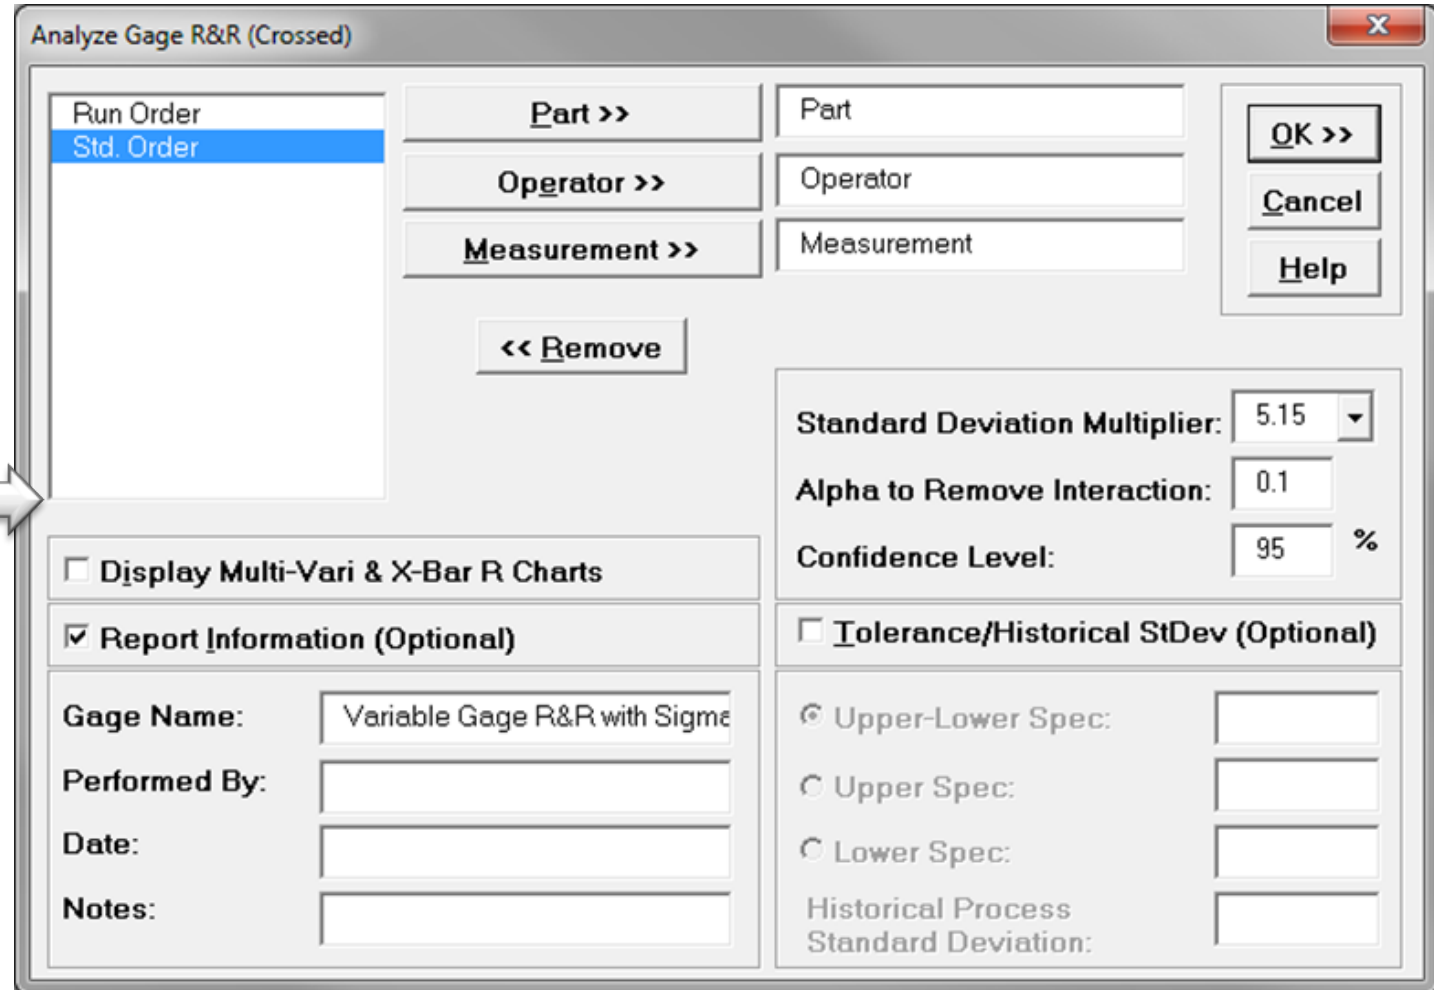 Analyze Gage R&R (Crossed)
Run Order
Std. Order
Part >>
Part
Operator >>
Operator
Measurement >>
Measurement
<< Remove
OK >>
Cancel
Help
Standard Deviation Multiplier: 5.15
Alpha to Remove Interaction: 0.1
Confidence Level: 95 %
Display Multi-Vari & X-Bar R Charts
Report Information (Optional)
Tolerance/Historical StDev (Optional)
Gage Name: Variable Gage R&R with Sigma
Performed By:
Date:
Notes:
Upper-Lower Spec:
Upper Spec:
Lower Spec:
Historical Process
Standard Deviation: